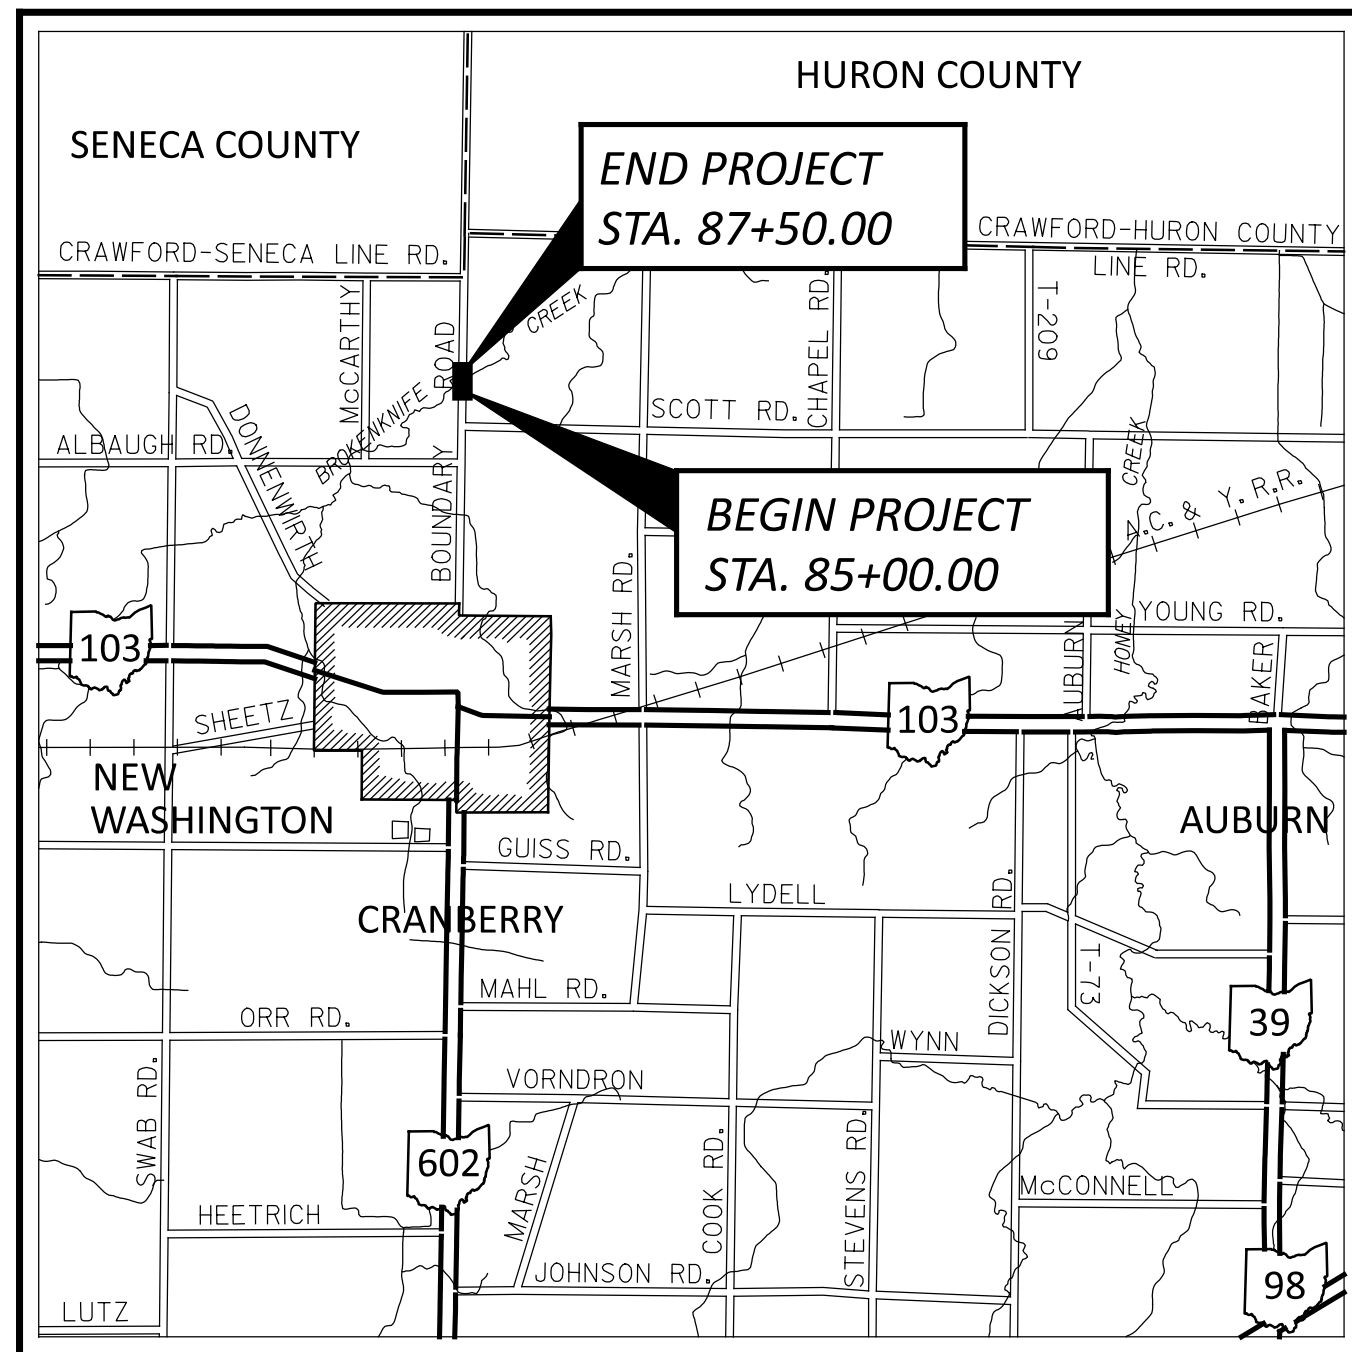 HURON COUNTY
SENECA COUNTY
END PROJECT
STA. 87+50.00
CRAWFORD-HURON COUNTY
LINE RD.
CRAWFORD-SENECA LINE RD.
McCARTHY
BOUNDARY ROAD
BROKENKNIFE CREEK
CHAPEL RD.
T-209
SCOTT RD.
ALBAUGH RD.
DONNENWIRTH
BEGIN PROJECT
STA. 85+00.00
HONEY CREEK
A.C. & Y. R.R.
MARSH RD.
YOUNG RD.
BAKER
103
SHEETZ
103
NEW
WASHINGTON
AUBURN
GUISS RD.
LYDELL
CRANBERRY
DICKSON RD.
T-73
MAHL RD.
ORR RD.
39
WYNN
VORNDRON
SWAB RD.
602
MARSH
COOK RD.
STEVENS RD.
McCONNELL
HEETRICH
JOHNSON RD.
98
LUTZ